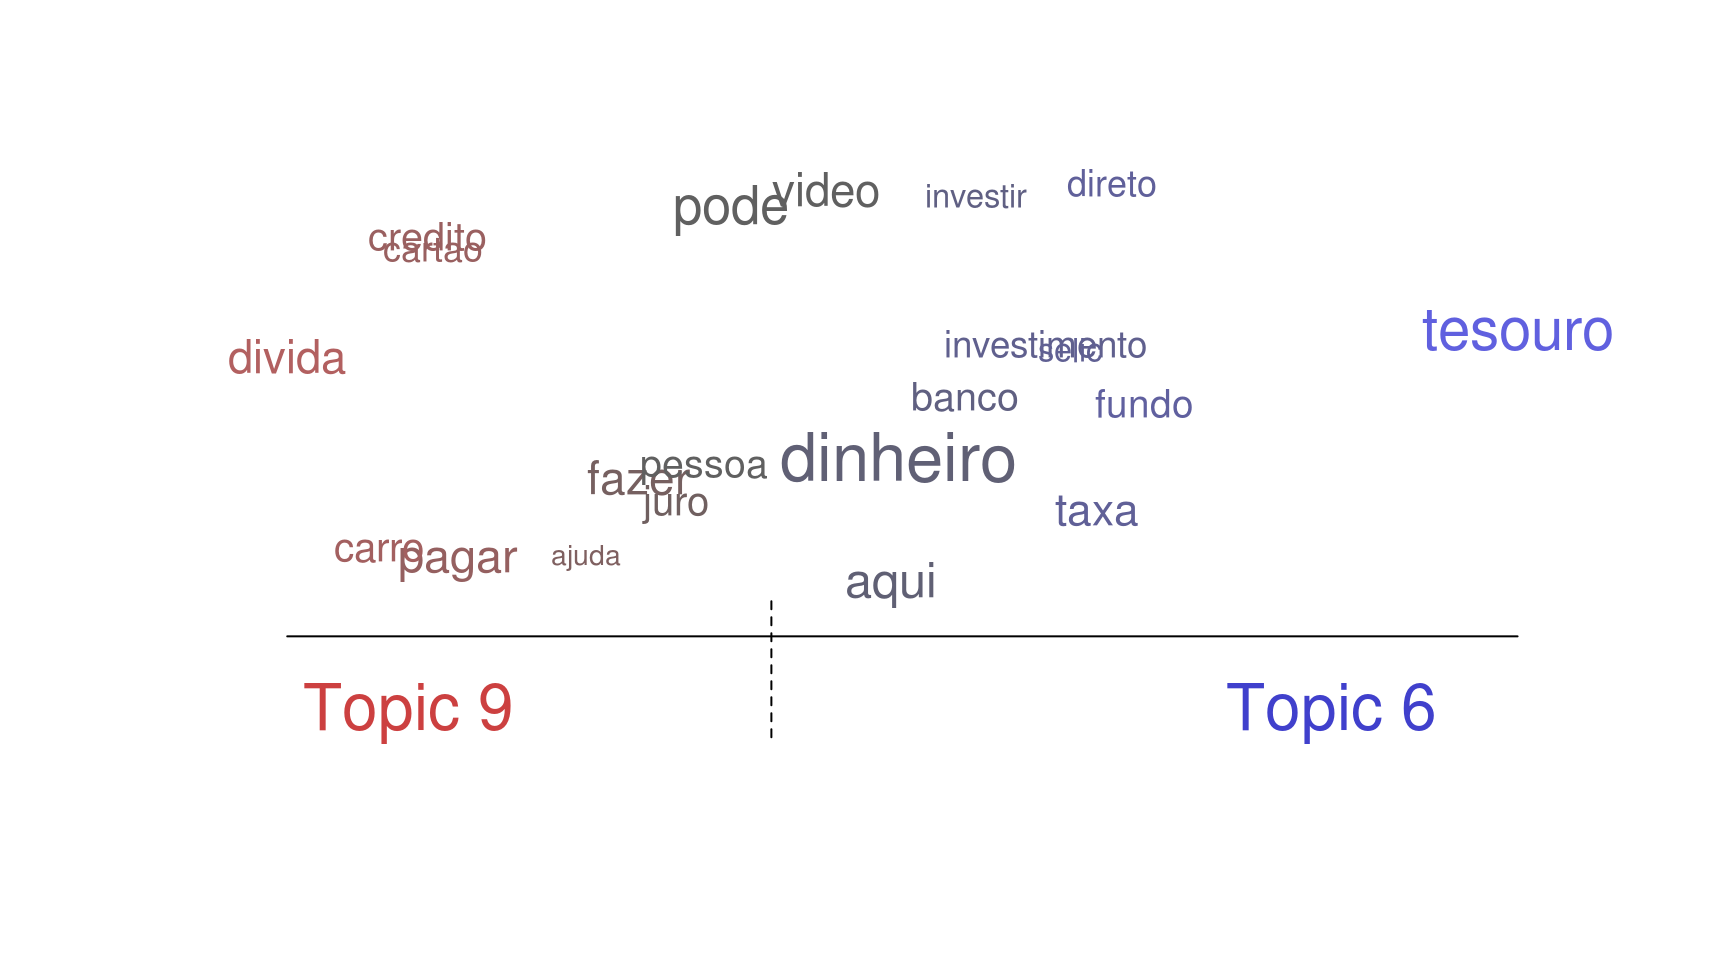 pode video investir direto
credito
cartao
divida
tesouro
investimento
selic
banco fundo
dinheiro
pessoa
fazer
juro
taxa
carro pagar ajuda
aqui
Topic 9 Topic 6